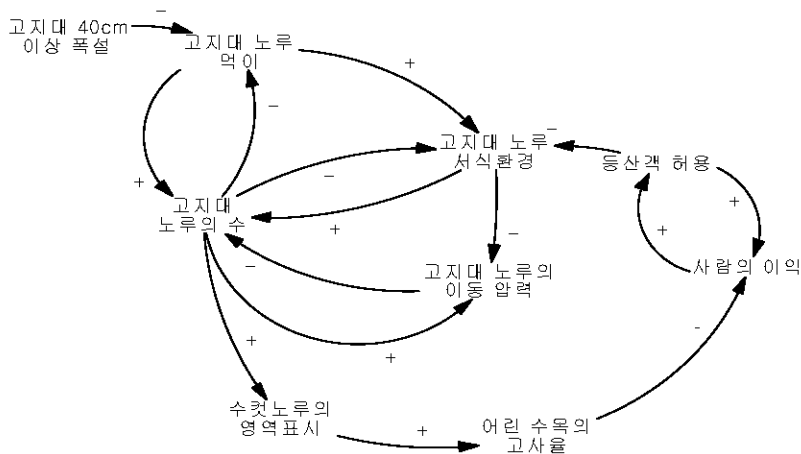 고지대 40cm
이상 폭설
−
고지대 노루
먹이
+
−
+
고지대 노루
서식환경
−
등산객 허용
−
+
고지대
노루의 수
+
+
+
−
−
고지대 노루의
이동 압력
사람의 이익
+
+
-
수컷노루의
영역표시
+
어린 수목의
고사율